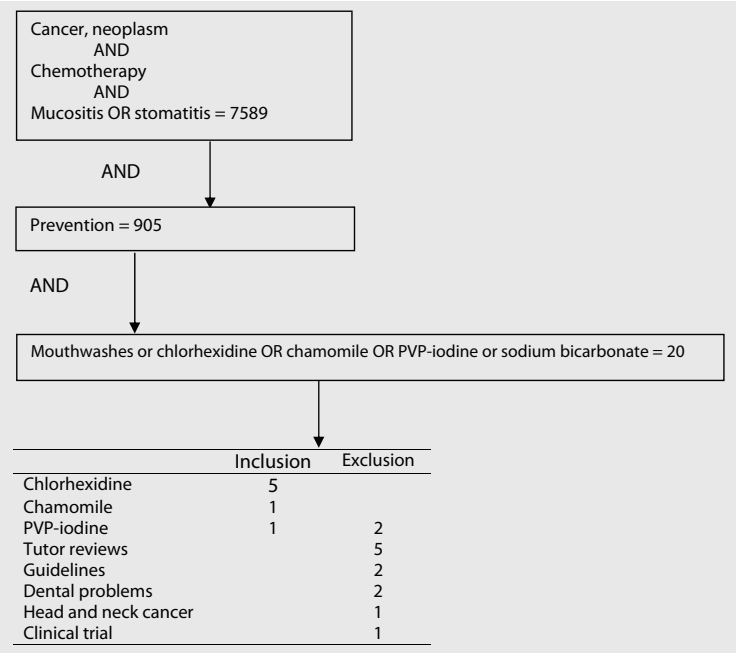 Cancer, neoplasm
AND
Chemotherapy
AND
Mucositis OR stomatitis = 7589
AND
Prevention = 905
AND
Mouthwashes or chlorhexidine OR chamomile OR PVP-iodine or sodium bicarbonate = 20
Inclusion Exclusion
Chlorhexidine 5
Chamomile 1
PVP-iodine 1 2
Tutor reviews 5
Guidelines 2
Dental problems 2
Head and neck cancer 1
Clinical trial 1